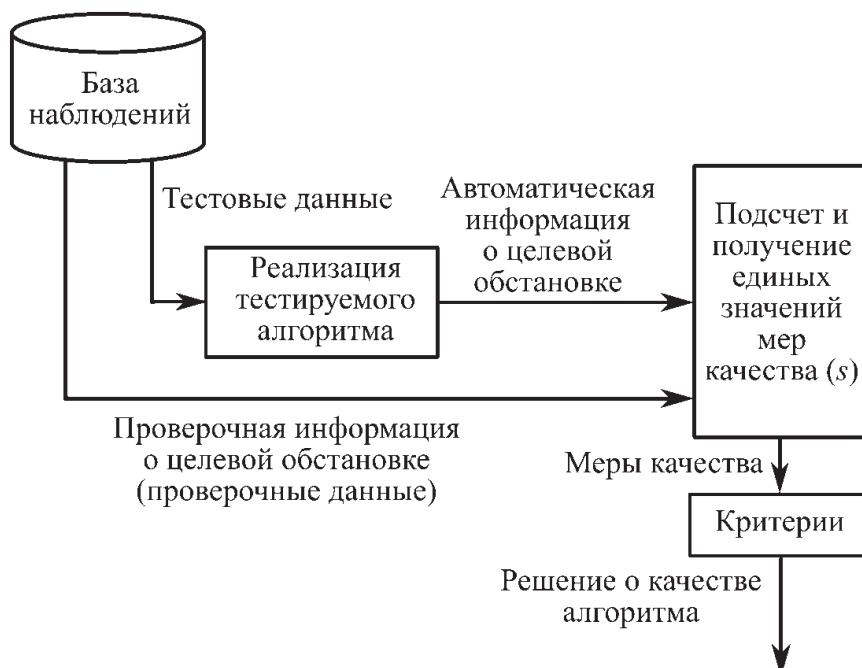 База
наблюдений
Тестовые данные
Реализация
тестируемого
алгоритма
Автоматическая
информация
о целевой
обстановке
Подсчет и
получение
единых
значений
мер
качества (s)
Проверочная информация
о целевой обстановке
(проверочные данные)
Меры качества
Критерии
Решение о качестве
алгоритма